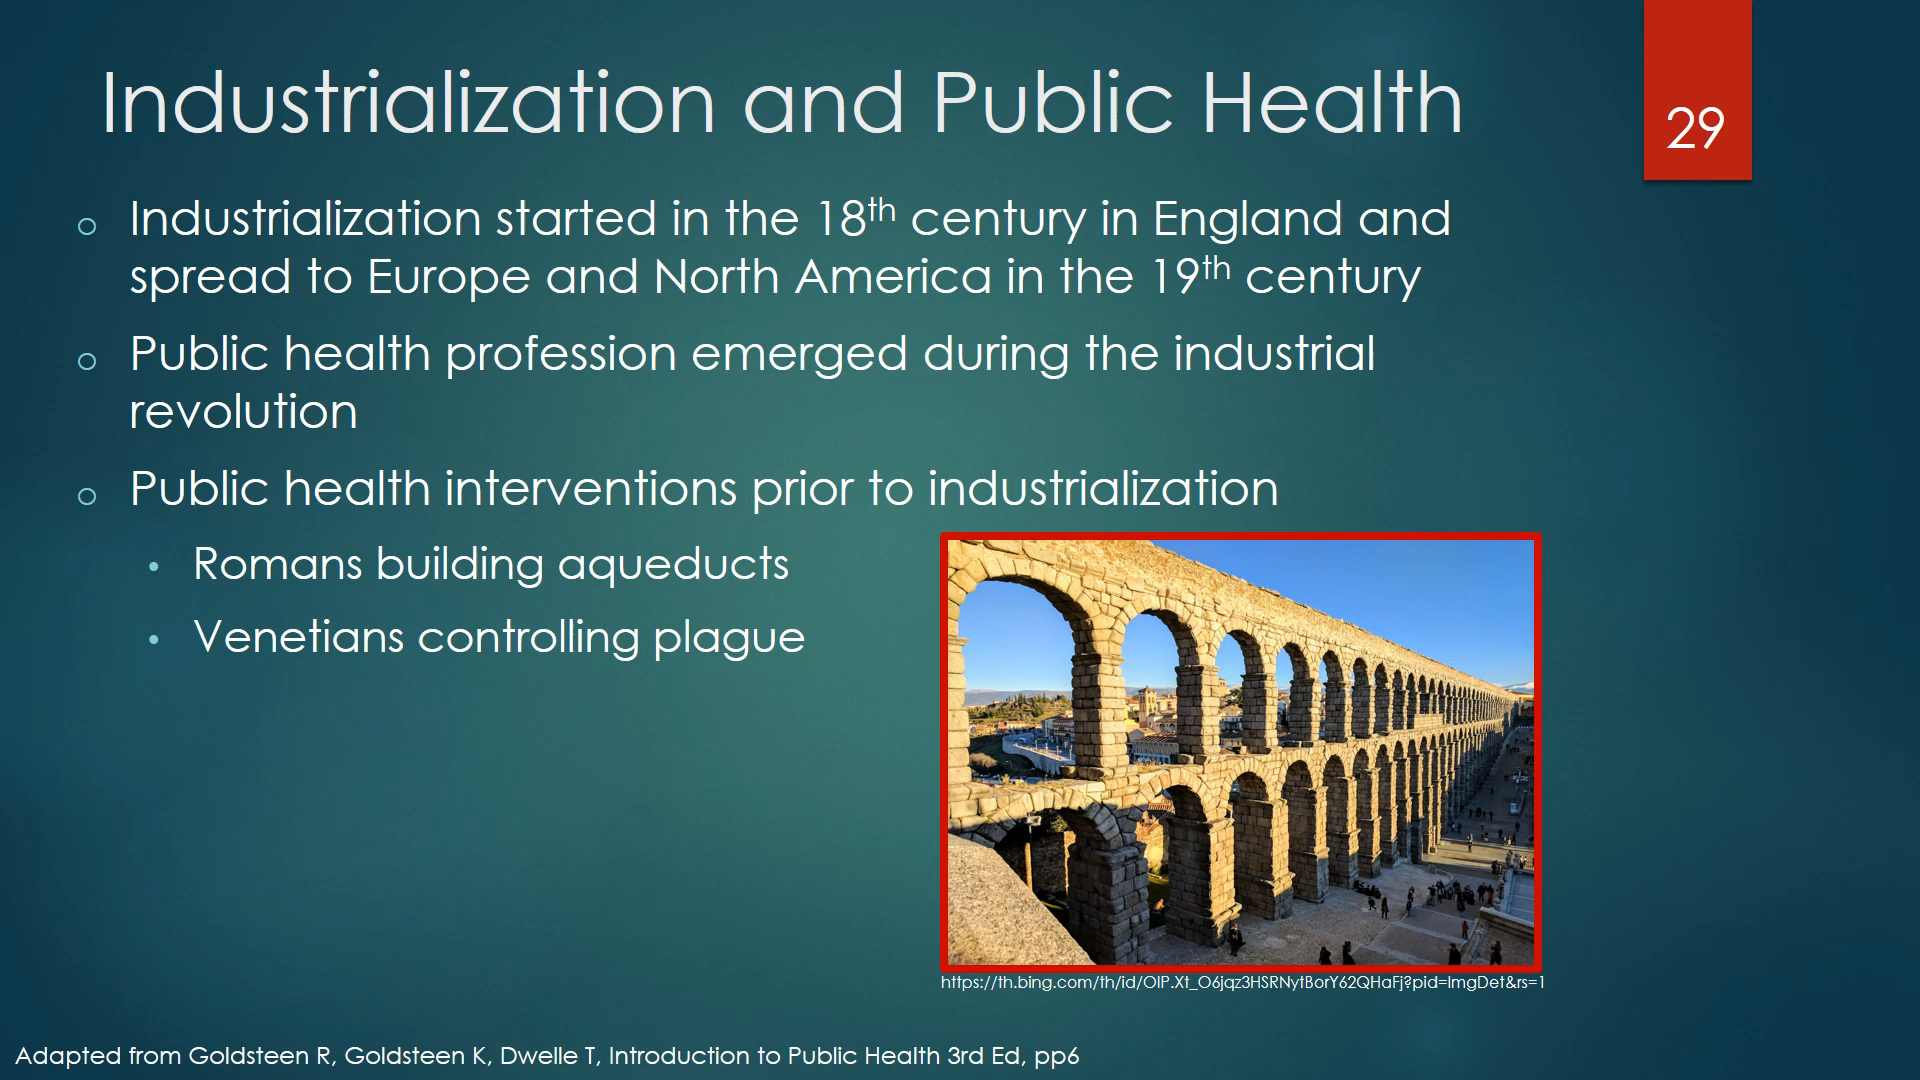 Industrialization and Public Health
29
o Industrialization started in the 18th century in England and
spread to Europe and North America in the 19th century
o Public health profession emerged during the industrial
revolution
o Public health interventions prior to industrialization
• Romans building aqueducts
• Venetians controlling plague
https://th.bing.com/th/id/OIP.Xt_O6jqz3HSRNytBorY62QHaFj?pid=ImgDet&rs=1
Adapted from Goldsteen R, Goldsteen K, Dwelle T, Introduction to Public Health 3rd Ed, pp6